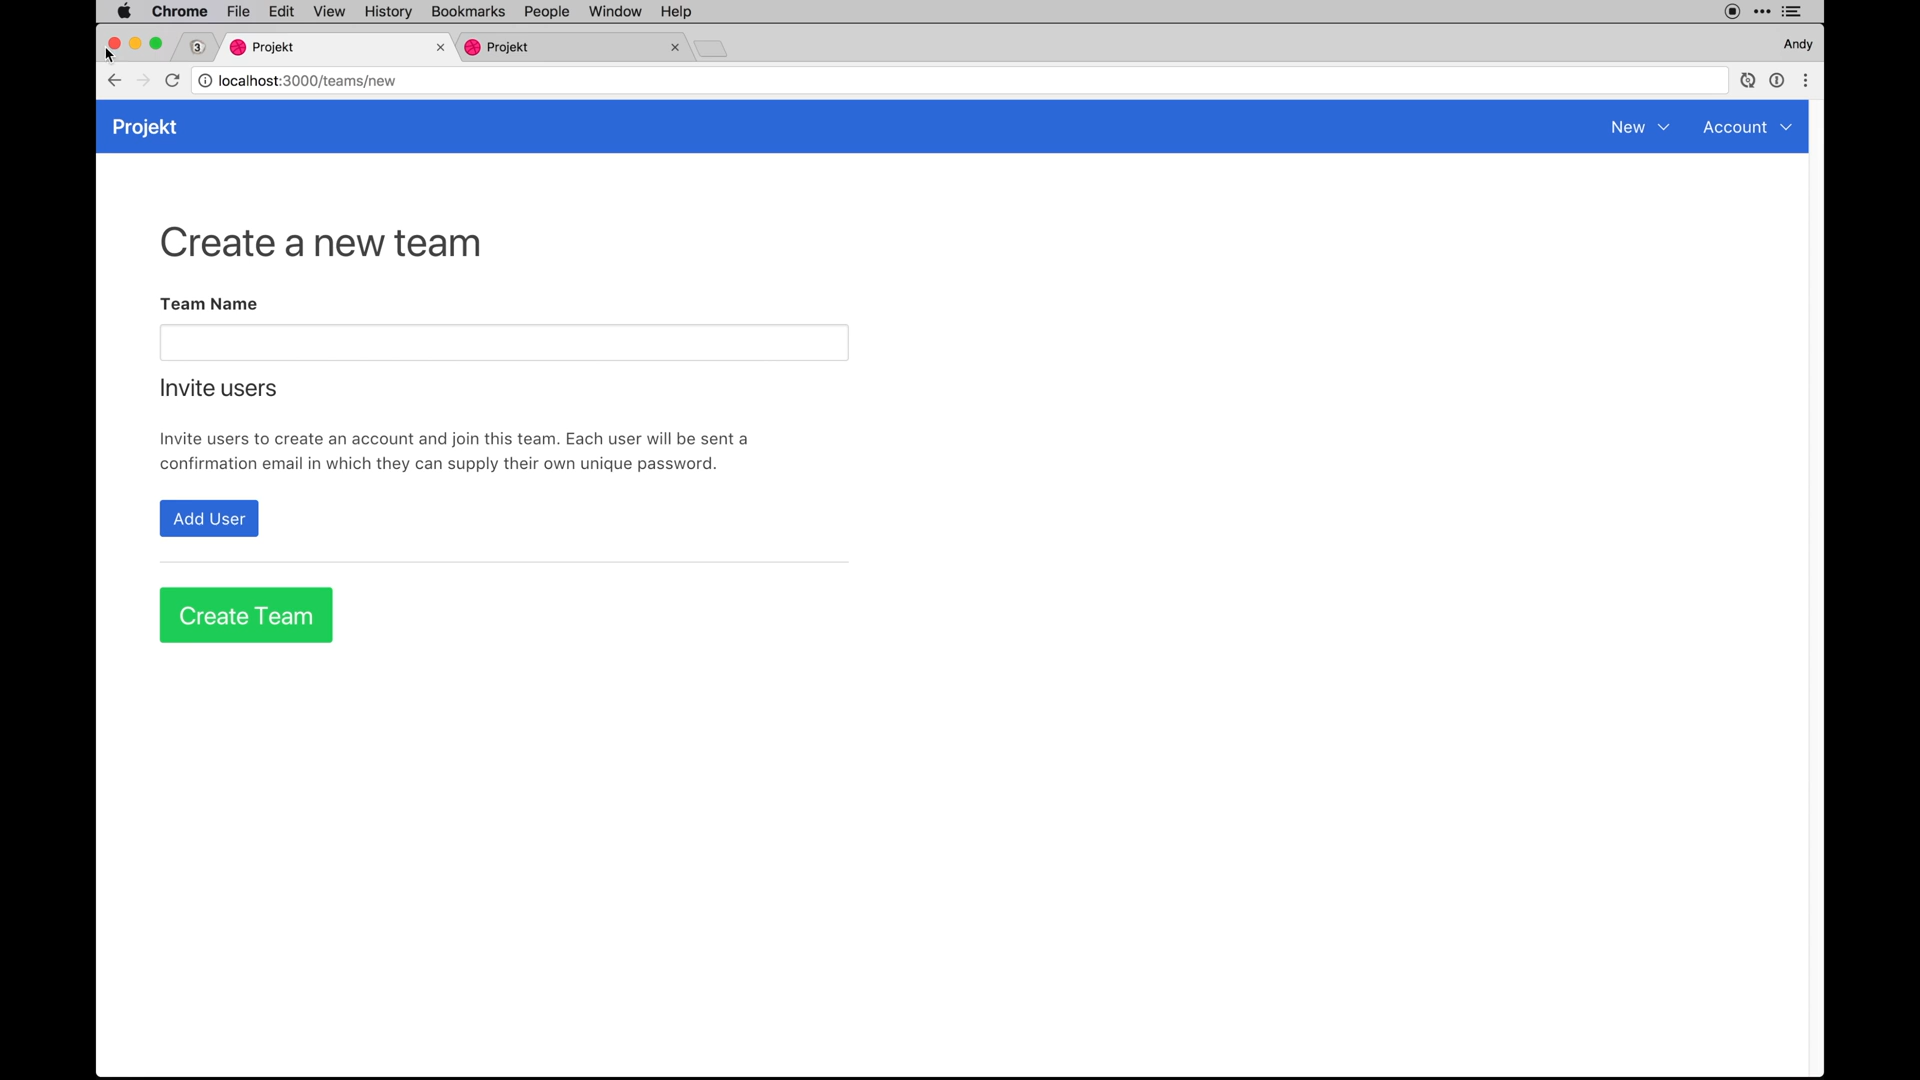 Chrome File Edit View History Bookmarks People Window Help
3 Projekt Projekt Andy
localhost:3000/teams/new
Projekt New Account
Create a new team
Team Name
Invite users
Invite users to create an account and join this team. Each user will be sent a
confirmation email in which they can supply their own unique password.
Add User
Create Team